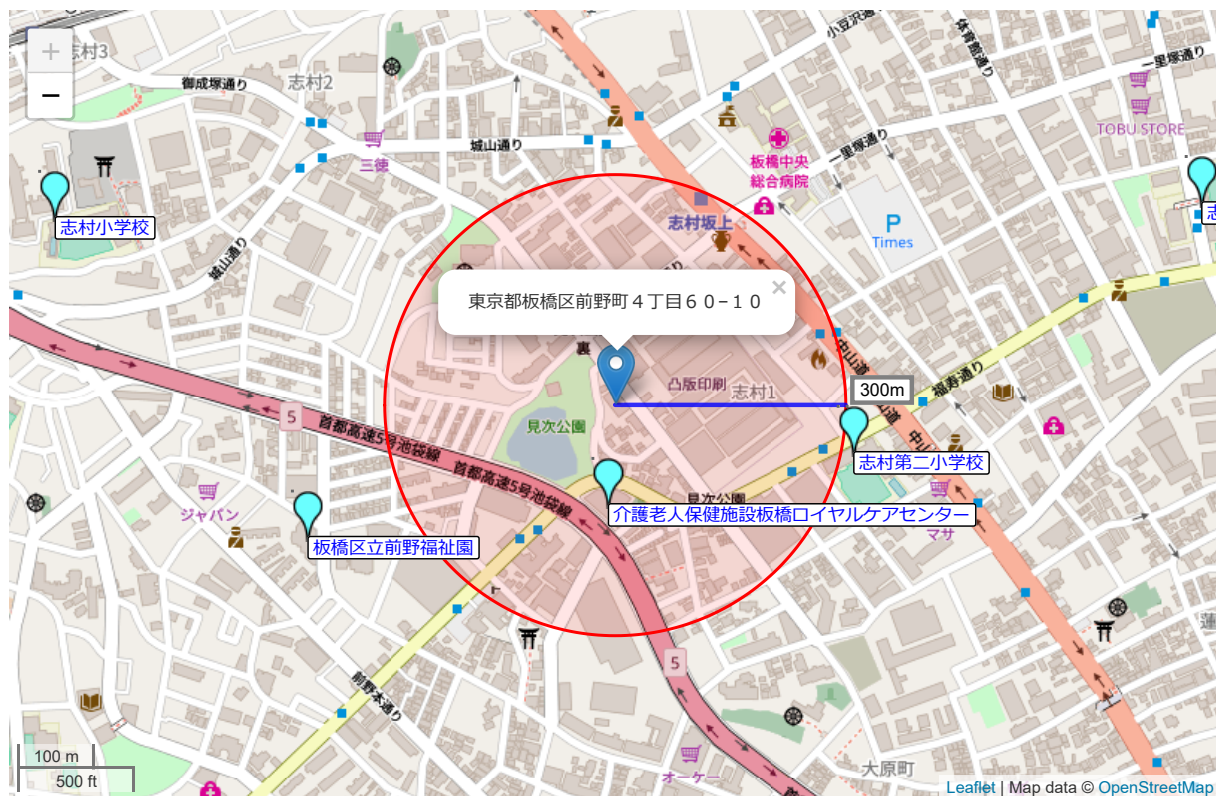 志村3
御成塚通り
志村2
小豆沢通り
体育館通り
一里塚通り
TOBU STORE
三徳
城山通り
板橋中央
総合病院
一里塚通り
志村小学校
城山通り
志村坂上
P
Times
志
東京都板橋区前野町４丁目６０−１０
×
裏
凸版印刷
志村1
300m
中山道
中山道
福寿通り
5
首都高速5号池袋線
首都高速5号池袋線
見次公園
志村第二小学校
見次公園
介護老人保健施設板橋ロイヤルケアセンター
ジャパン
マサ
板橋区立前野福祉園
5
前野本通り
蓮
オーケー
大原町
首
+
−
100 m
500 ft
Leaflet | Map data © OpenStreetMap